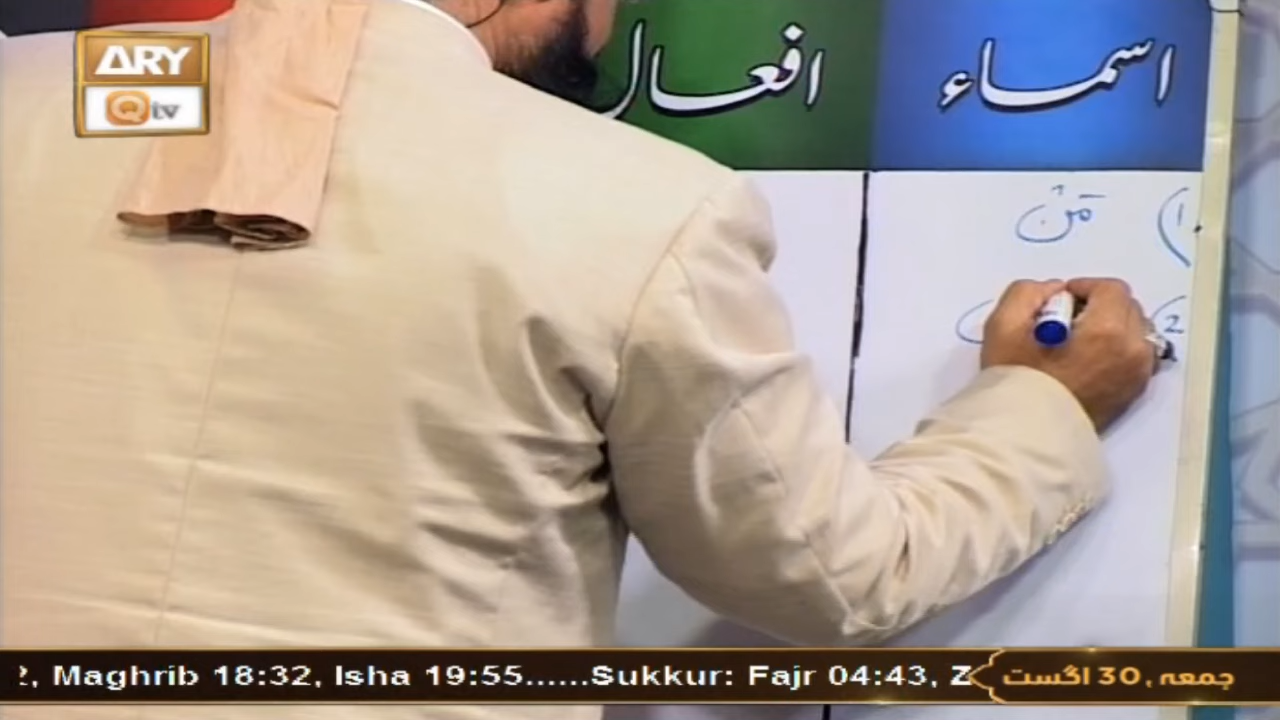 ARY
Qtv
اسماء افعال
(1 مَنْ
(2
2, Maghrib 18:32, Isha 19:55......Sukkur: Fajr 04:43, Z
جمعہ , 30 اگست